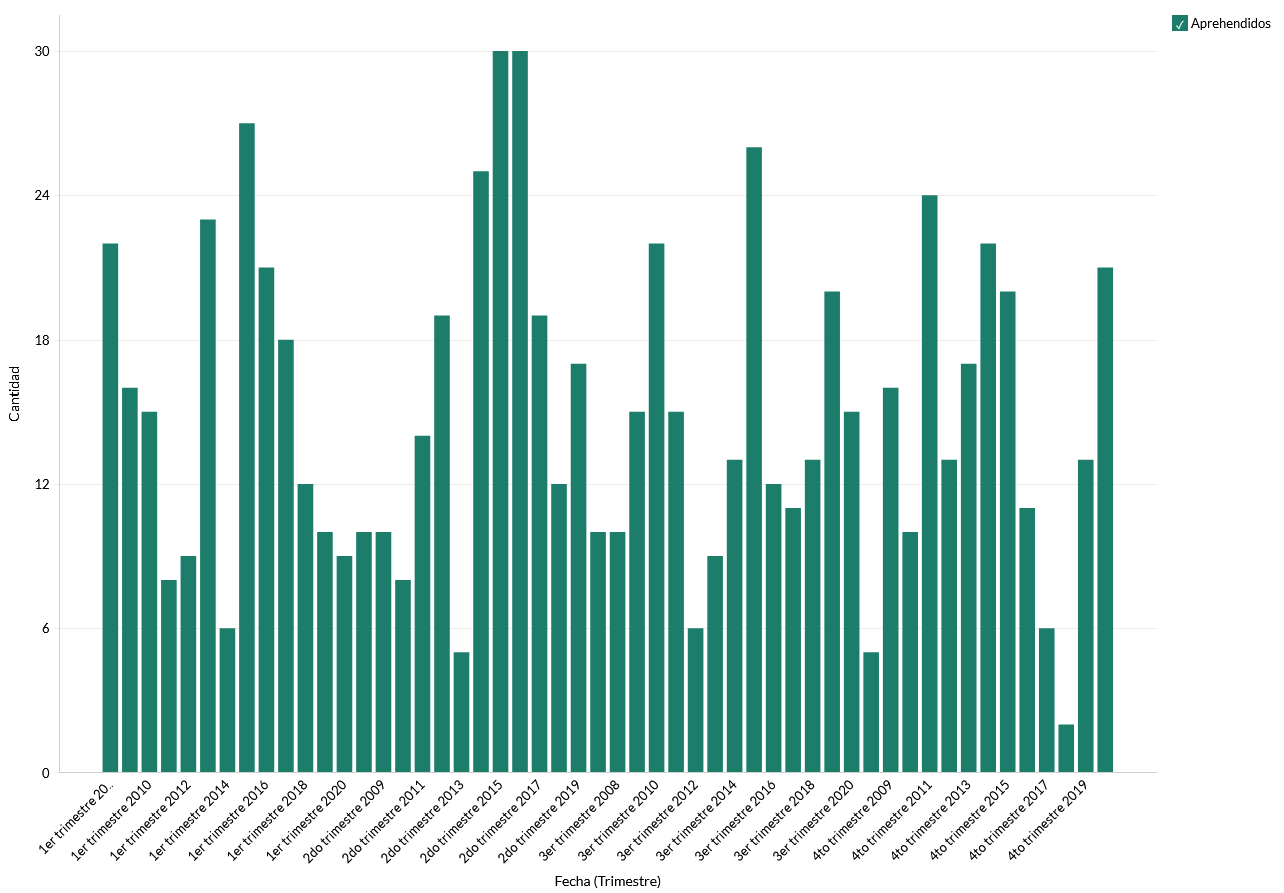 Aprehendidos
30
24
18
12
6
0
Cantidad
1er trimestre 20..
1er trimestre 2010
1er trimestre 2012
1er trimestre 2014
1er trimestre 2016
1er trimestre 2018
1er trimestre 2020
2do trimestre 2009
2do trimestre 2011
2do trimestre 2013
2do trimestre 2015
2do trimestre 2017
2do trimestre 2019
3er trimestre 2008
3er trimestre 2010
3er trimestre 2012
3er trimestre 2014
3er trimestre 2016
3er trimestre 2018
3er trimestre 2020
4to trimestre 2009
4to trimestre 2011
4to trimestre 2013
4to trimestre 2015
4to trimestre 2017
4to trimestre 2019
Fecha (Trimestre)